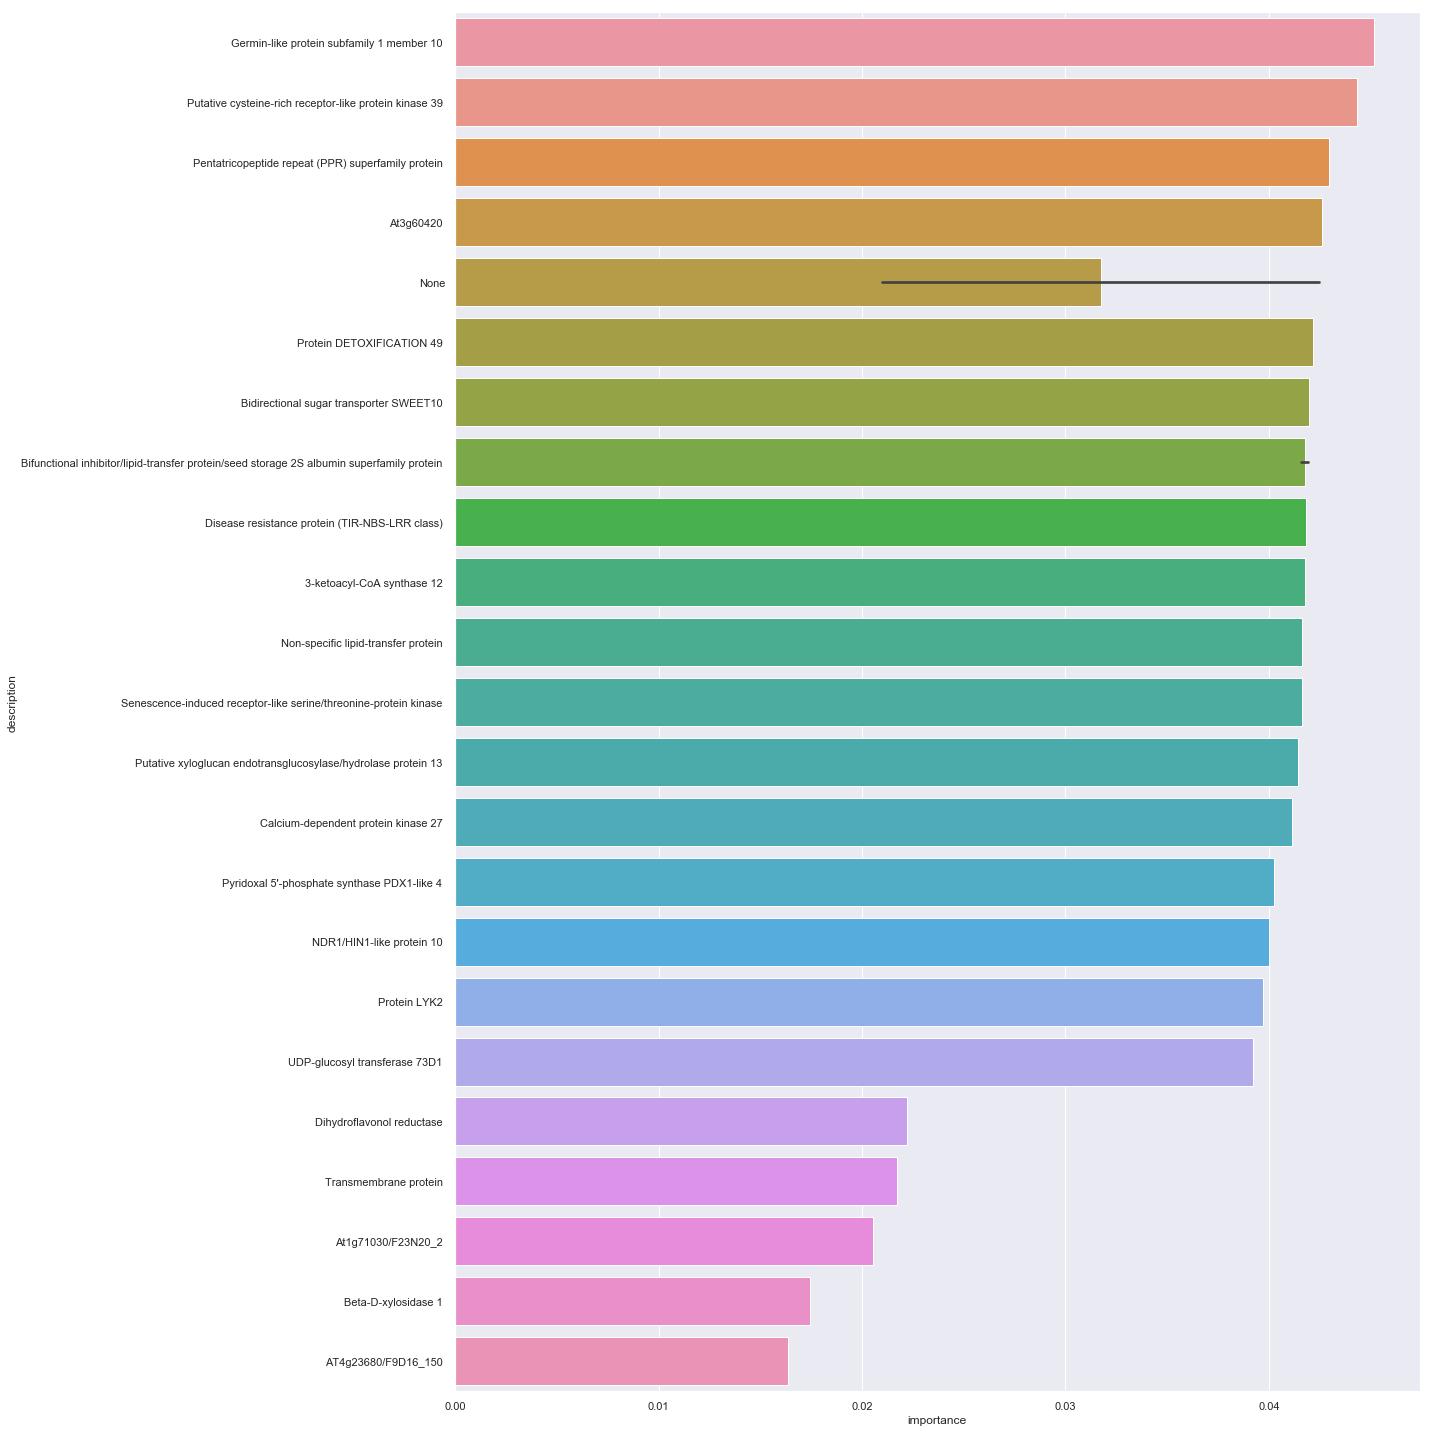 Germin-like protein subfamily 1 member 10
Putative cysteine-rich receptor-like protein kinase 39
Pentatricopeptide repeat (PPR) superfamily protein
At3g60420
None
Protein DETOXIFICATION 49
Bidirectional sugar transporter SWEET10
Bifunctional inhibitor/lipid-transfer protein/seed storage 2S albumin superfamily protein
Disease resistance protein (TIR-NBS-LRR class)
3-ketoacyl-CoA synthase 12
Non-specific lipid-transfer protein
Senescence-induced receptor-like serine/threonine-protein kinase
Putative xyloglucan endotransglucosylase/hydrolase protein 13
Calcium-dependent protein kinase 27
Pyridoxal 5'-phosphate synthase PDX1-like 4
NDR1/HIN1-like protein 10
Protein LYK2
UDP-glucosyl transferase 73D1
Dihydroflavonol reductase
Transmembrane protein
At1g71030/F23N20_2
Beta-D-xylosidase 1
AT4g23680/F9D16_150
description
0.00 0.01 0.02 0.03 0.04
importance